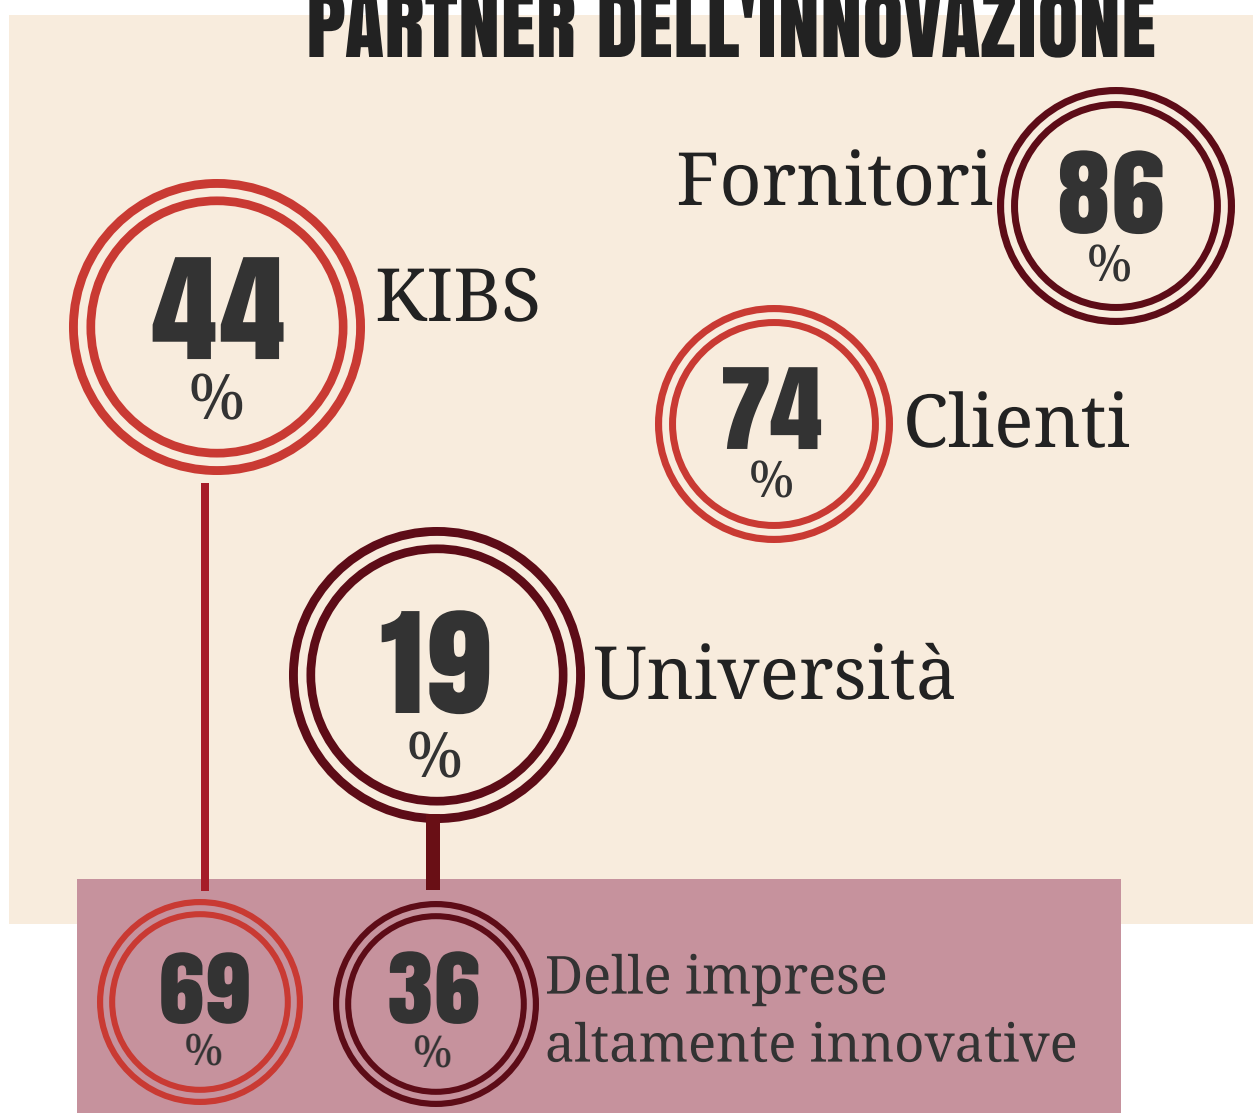 PARTNER DELL'INNOVAZIONE
Fornitori
86
%
44
%
KIBS
74
%
Clienti
19
%
Università
69
%
36
%
Delle imprese
altamente innovative